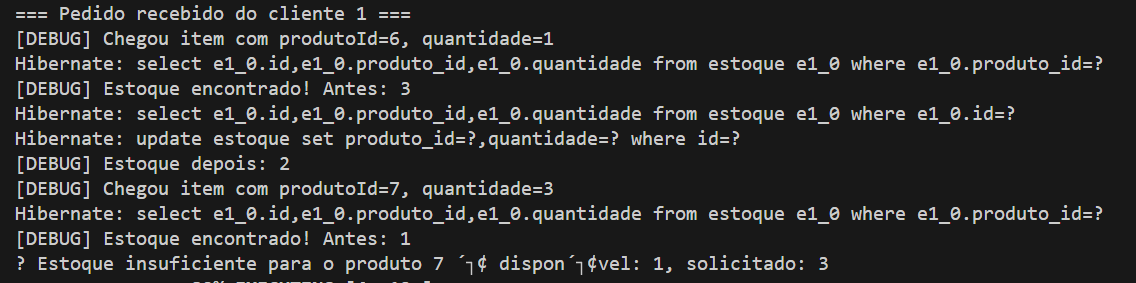 === Pedido recebido do cliente 1 ===
[DEBUG] Chegou item com produtoId=6, quantidade=1
Hibernate: select e1_0.id,e1_0.produto_id,e1_0.quantidade from estoque e1_0 where e1_0.produto_id=?
[DEBUG] Estoque encontrado! Antes: 3
Hibernate: select e1_0.id,e1_0.produto_id,e1_0.quantidade from estoque e1_0 where e1_0.id=?
Hibernate: update estoque set produto_id=?,quantidade=? where id=?
[DEBUG] Estoque depois: 2
[DEBUG] Chegou item com produtoId=7, quantidade=3
Hibernate: select e1_0.id,e1_0.produto_id,e1_0.quantidade from estoque e1_0 where e1_0.produto_id=?
[DEBUG] Estoque encontrado! Antes: 1
? Estoque insuficiente para o produto 7 ´┐¢ dispon´┐¢vel: 1, solicitado: 3